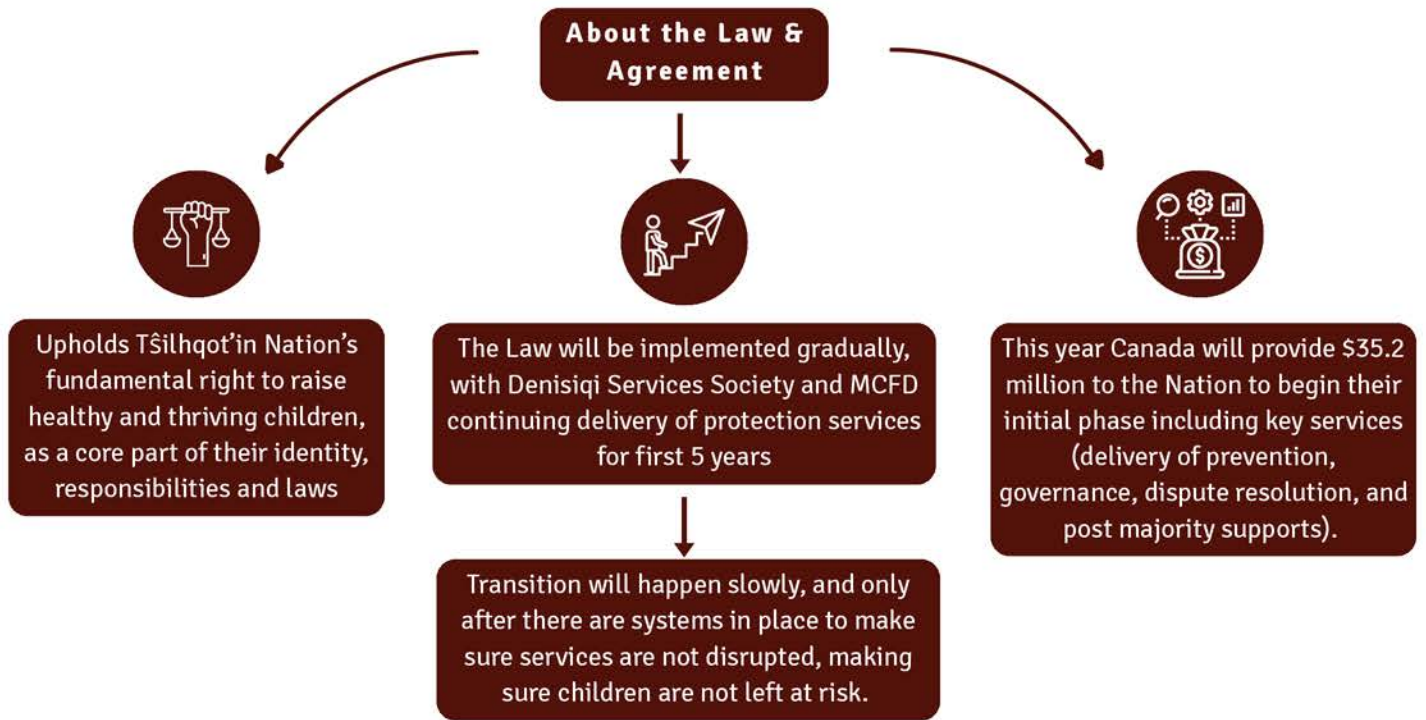 About the Law &
Agreement
Upholds Tŝilhqot’in Nation’s
fundamental right to raise
healthy and thriving children,
as a core part of their identity,
responsibilities and laws
The Law will be implemented gradually,
with Denisiqi Services Society and MCFD
continuing delivery of protection services
for first 5 years
Transition will happen slowly, and only
after there are systems in place to make
sure services are not disrupted, making
sure children are not left at risk.
This year Canada will provide $35.2
million to the Nation to begin their
initial phase including key services
(delivery of prevention,
governance, dispute resolution, and
post majority supports).